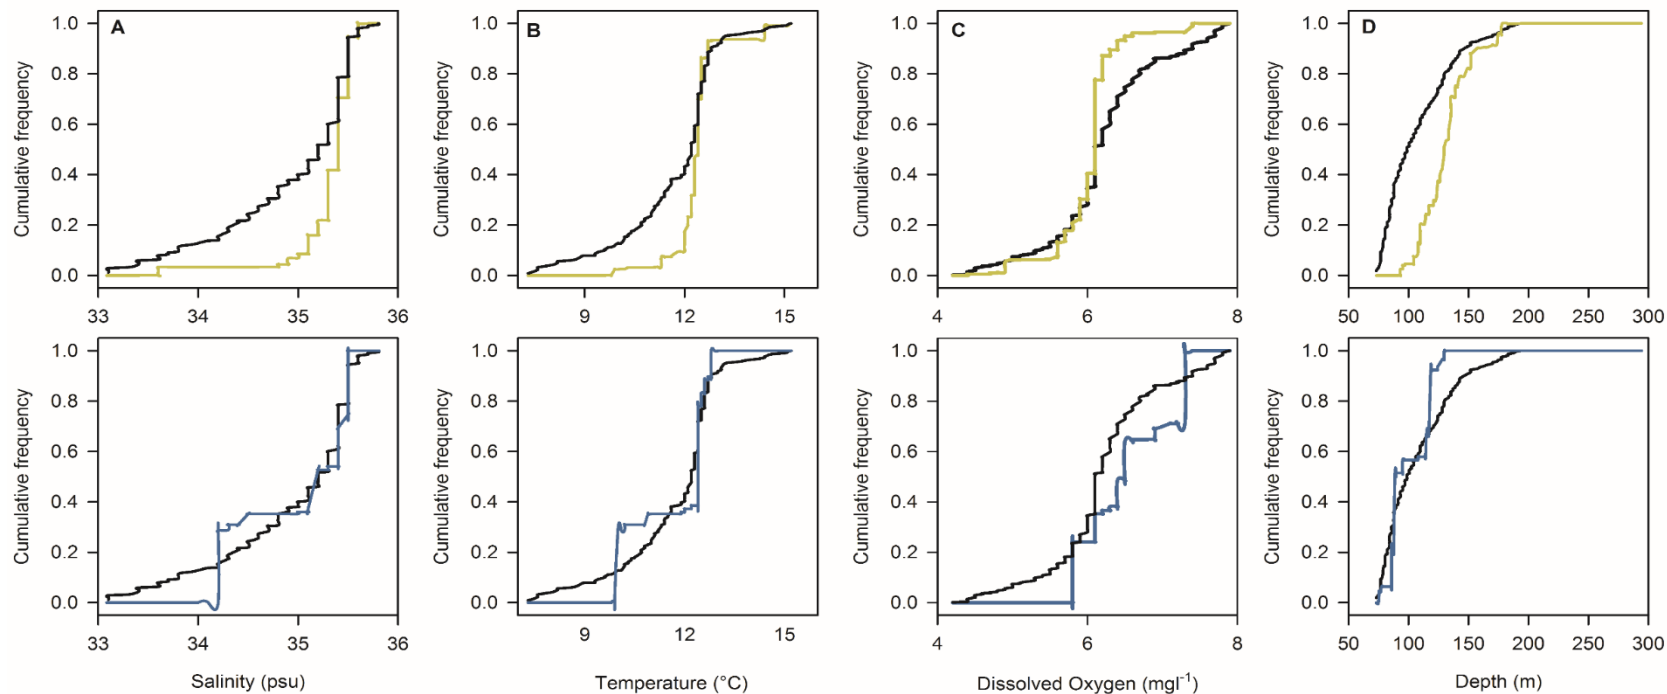 A
B
C
D
Cumulative frequency
1.0
0.8
0.6
0.4
0.2
0.0
33 34 35 36
Cumulative frequency
1.0
0.8
0.6
0.4
0.2
0.0
9 12 15
Cumulative frequency
1.0
0.8
0.6
0.4
0.2
0.0
4 6 8
Cumulative frequency
1.0
0.8
0.6
0.4
0.2
0.0
50 100 150 200 250 300
Cumulative frequency
1.0
0.8
0.6
0.4
0.2
0.0
33 34 35 36
Salinity (psu)
Cumulative frequency
1.0
0.8
0.6
0.4
0.2
0.0
9 12 15
Temperature (°C)
Cumulative frequency
1.0
0.8
0.6
0.4
0.2
0.0
4 6 8
Dissolved Oxygen (mgl⁻¹)
Cumulative frequency
1.0
0.8
0.6
0.4
0.2
0.0
50 100 150 200 250 300
Depth (m)